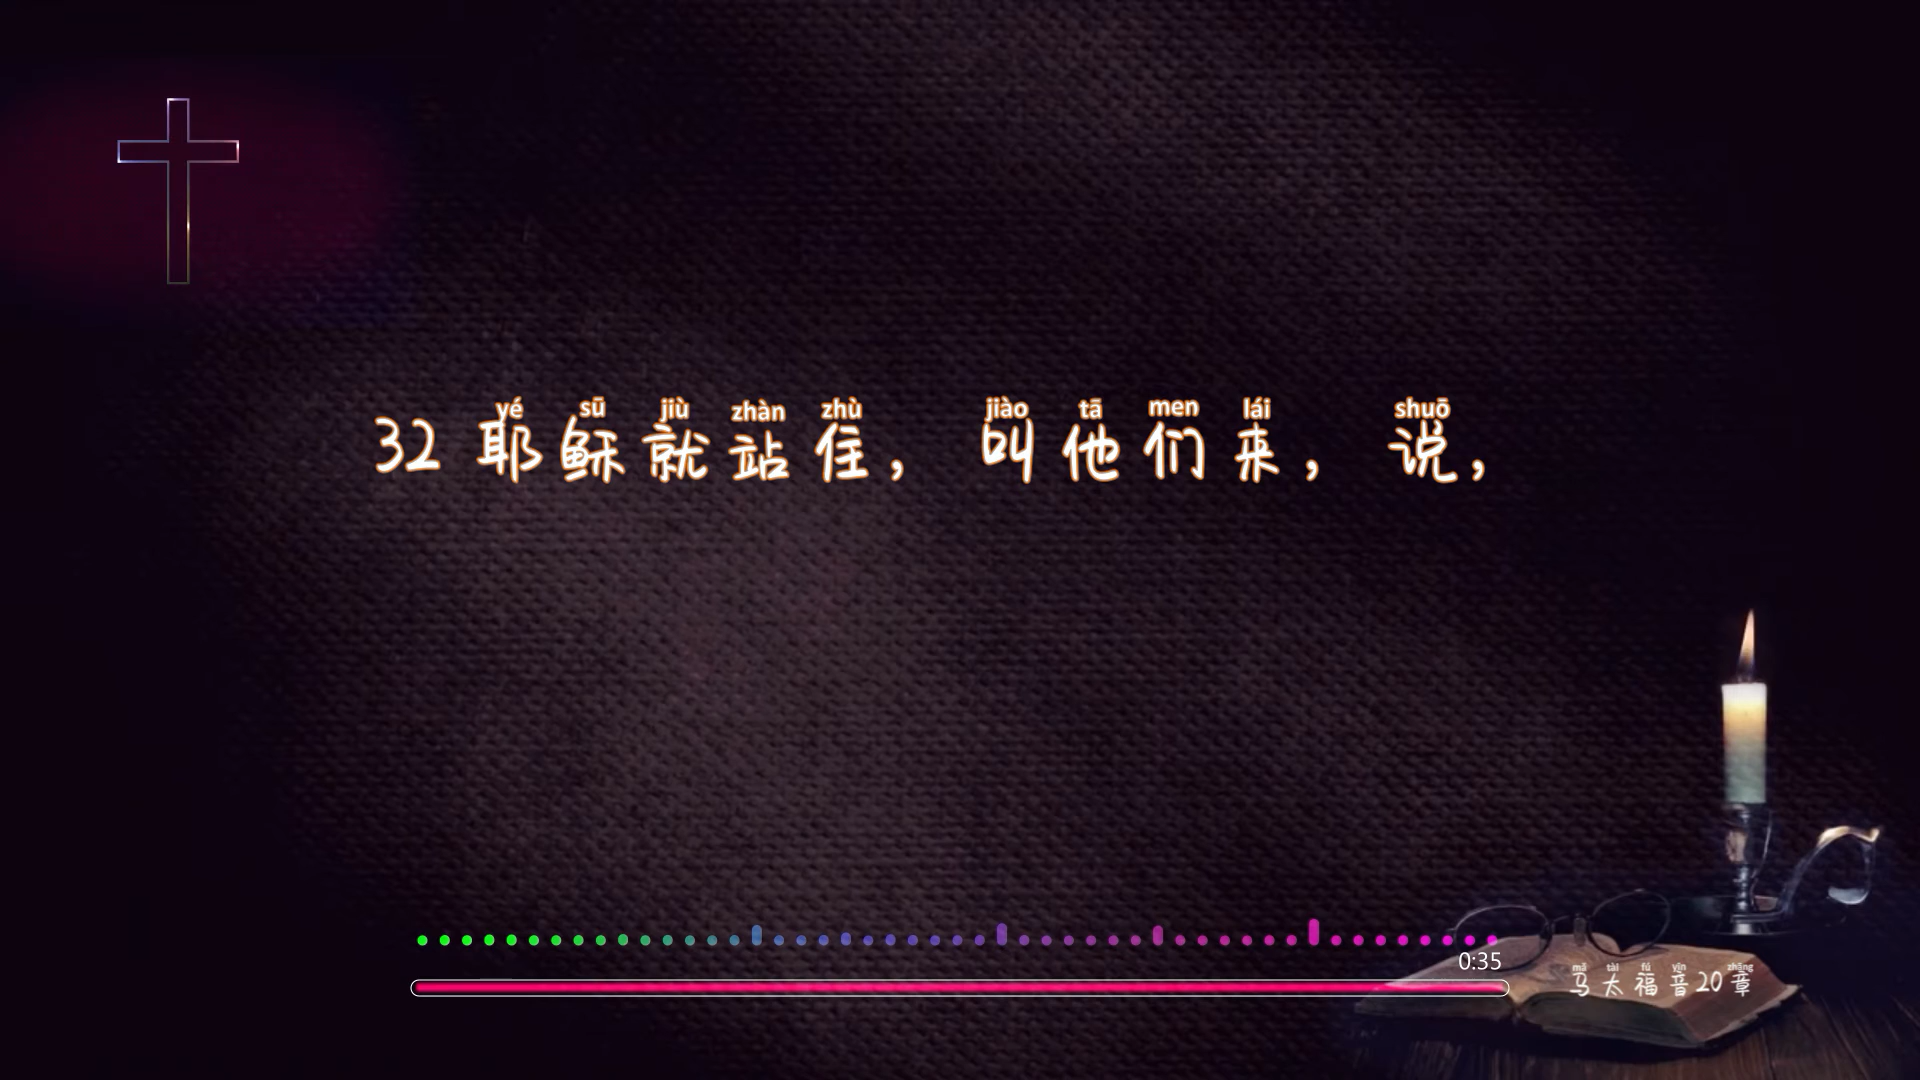 yé sū jiù zhàn zhù jiào tā men lái shuō
32 耶稣就站住， 叫他们来， 说，
0:35
mǎ tài fú yīn zhāng
马太福音20章